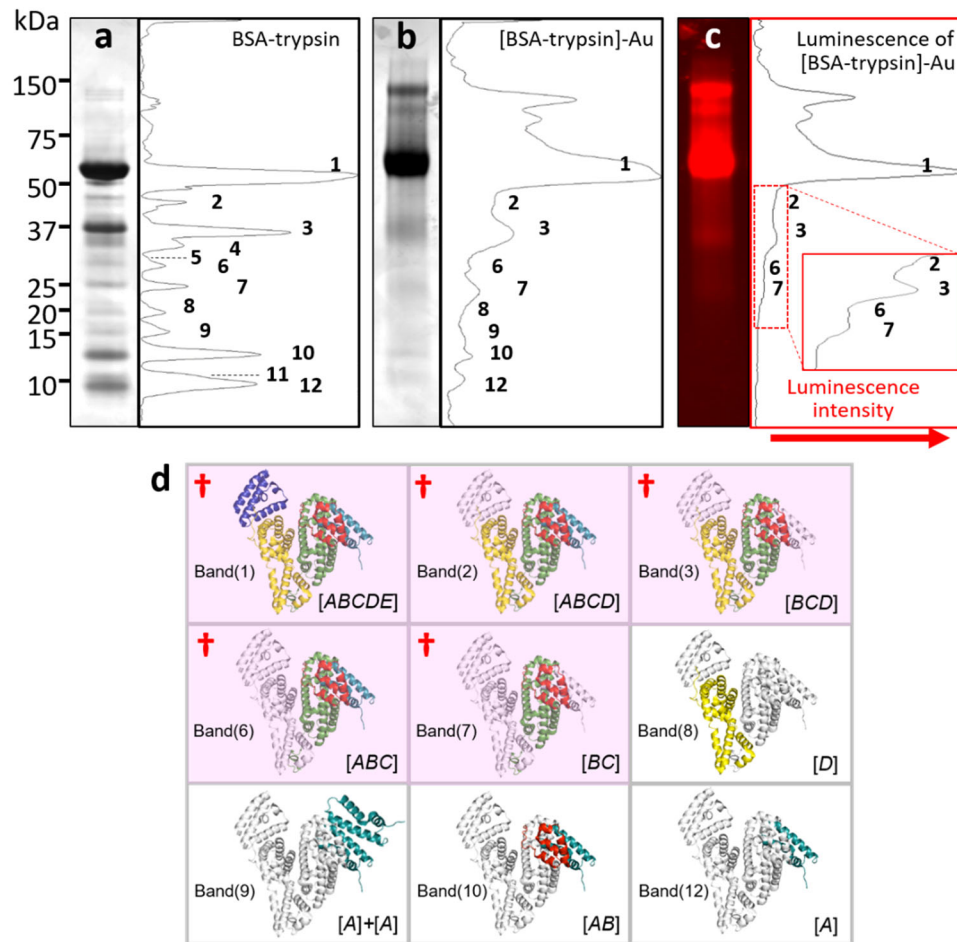 kDa
150
75
50
37
25
20
15
10
a
BSA-trypsin
1
2
3
4
5
6
7
8
9
10
11
12
b
[BSA-trypsin]-Au
1
2
3
6
7
8
9
10
12
c
Luminescence of
[BSA-trypsin]-Au
1
2
3
6
7
2
3
6
7
Luminescence
intensity
d
†
Band(1)
[ABCDE]
†
Band(2)
[ABCD]
†
Band(3)
[BCD]
†
Band(6)
[ABC]
†
Band(7)
[BC]
Band(8)
[D]
Band(9)
[A]+[A]
Band(10)
[AB]
Band(12)
[A]